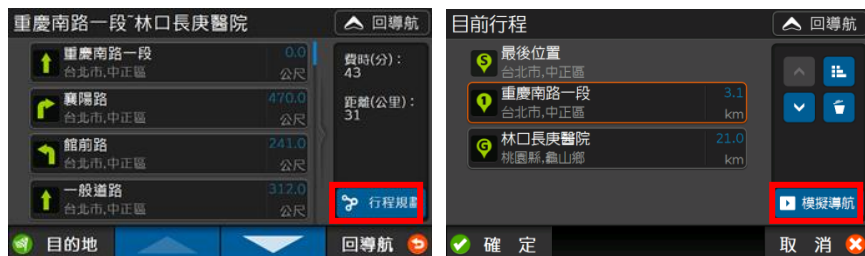 重慶南路一段~林口長庚醫院
回導航
重慶南路一段
0.0
台北市,中正區
公尺
襄陽路
470.0
台北市,中正區
公尺
館前路
241.0
台北市,中正區
公尺
一般道路
312.0
台北市,中正區
公尺
費時(分):
43
距離(公里):
31
行程規劃
目的地
回導航
目前行程
回導航
S
最後位置
台北市,中正區
1
重慶南路一段
3.1
台北市,中正區
km
G
林口長庚醫院
21.0
桃園縣,龜山鄉
km
模擬導航
確 定
取 消